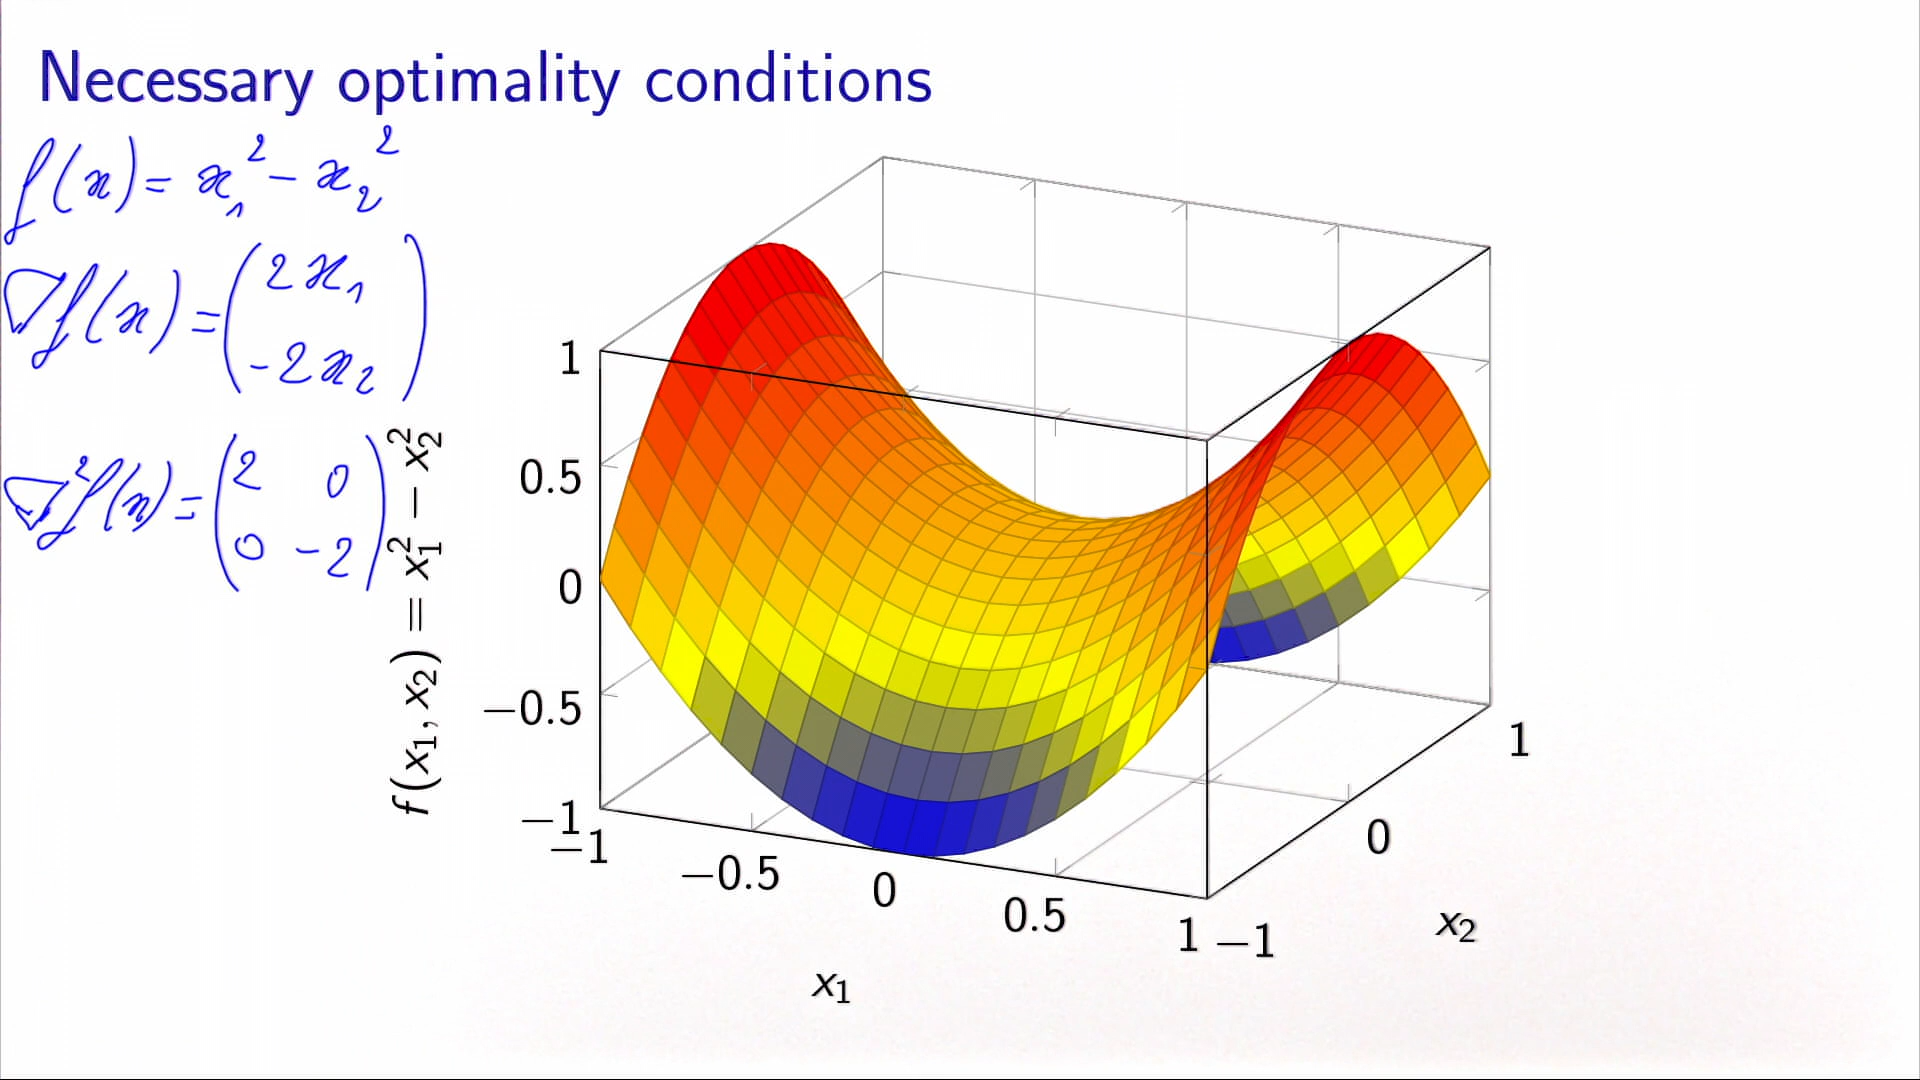 Necessary optimality conditions
f(x) = x₁² − x₂²
∇f(x) = (2x₁
−2x₂)
∇²f(x) = (2 0
0 −2)
f(x₁, x₂) = x₁² − x₂²
1
0.5
0
−0.5
−1
−1
−0.5
0
0.5
1
x₁
−1
0
1
x₂